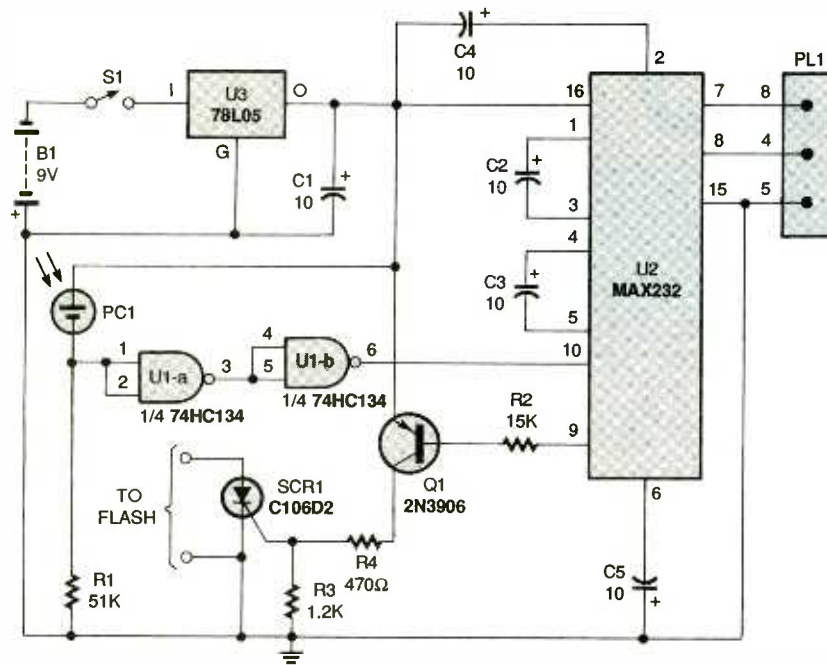 C4
10
+
2
PL1
S1
I
U3
78L05
O
G
16
7
8
B1
9V
+
C1
10
+
1
C2
10
+
3
8
4
15
5
4
C3
10
+
5
U2
MAX232
PC1
1
2
U1-a
3
1/4 74HC134
4
5
U1-b
6
1/4 74HC134
10
R2
15K
9
Q1
2N3906
TO
FLASH
SCR1
C106D2
R4
470Ω
6
R1
51K
R3
1.2K
C5
10
+